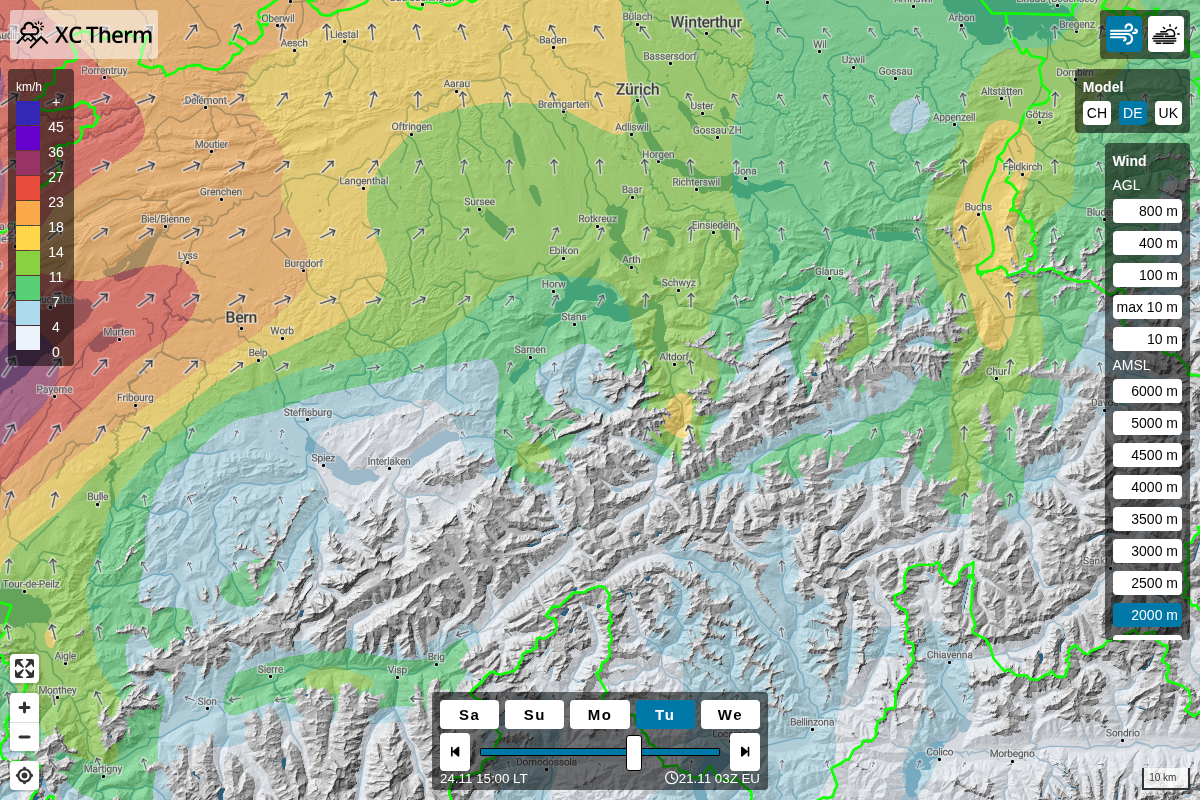 XC Therm
km/h
+
45
36
27
23
18
14
11
7
4
0
Oberwil
Liestal
Aesch
Baden
Bülach
Winterthur
Bassersdorf
Wil
Uzwil
Gossau
Arbon
Bregenz
Dornbirn
Porrentruy
Delémont
Aarau
Zürich
Bremgarten
Uster
Altstätten
Götzis
Moutier
Oftringen
Adliswil
Gossau ZH
Appenzell
Horgen
Langenthal
Grenchen
Baar
Richterswil
Jona
Feldkirch
Sursee
Buchs
Biel/Bienne
Rotkreuz
Einsiedeln
Lyss
Burgdorf
Ebikon
Arth
Glarus
Horw
Schwyz
Bern
Stans
Murten
Worb
Belp
Sarnen
Altdorf
Chur
Payerne
Fribourg
Steffisburg
Spiez
Interlaken
Bulle
Tour-de-Peilz
Aigle
Sierre
Visp
Brig
Monthey
Sion
Chiavenna
Bellinzona
Domodossola
Colico
Morbegno
Sondrio
Martigny
Model
CH
DE
UK
Wind
AGL
800 m
400 m
100 m
max 10 m
10 m
AMSL
6000 m
5000 m
4500 m
4000 m
3500 m
3000 m
2500 m
2000 m
Sa
Su
Mo
Tu
We
24.11 15:00 LT
21.11 03Z EU
10 km